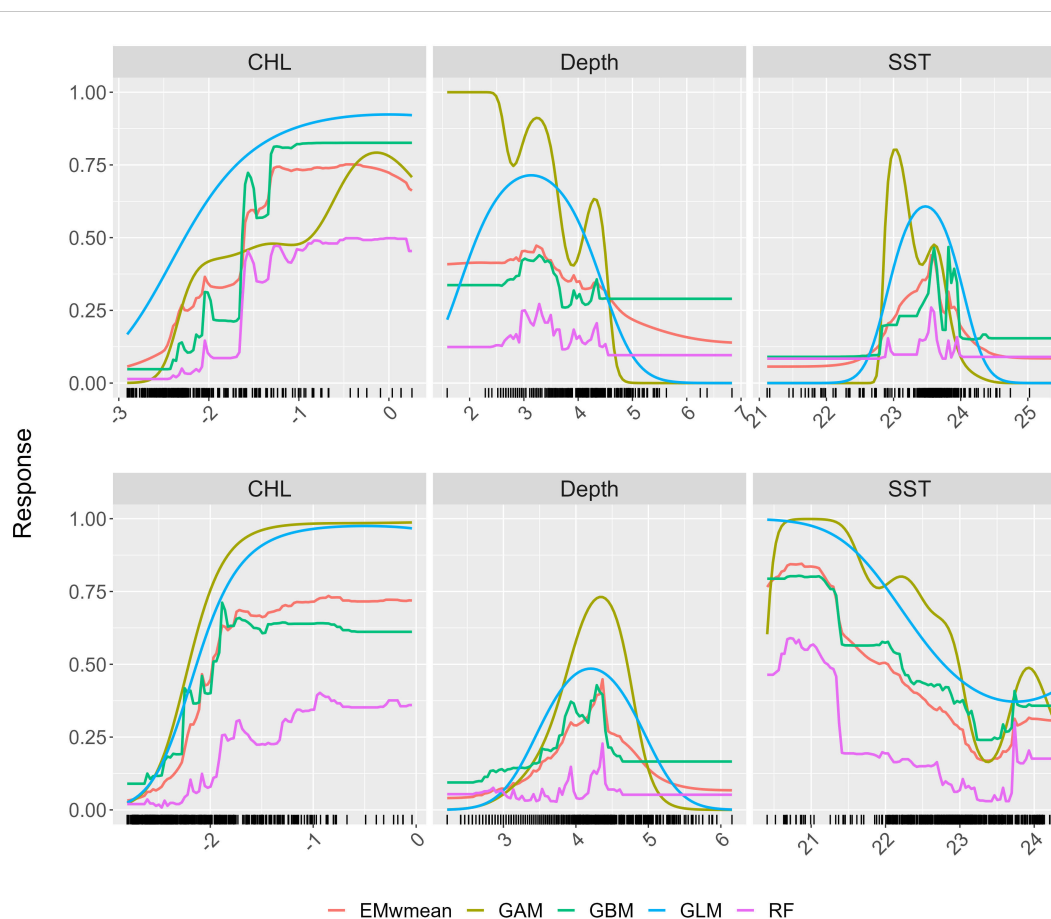 CHL Depth SST
1.00
0.75
0.50
0.25
0.00
-3 -2 -1 0 2 3 4 5 6 7 21 22 23 24 25
Response
CHL Depth SST
1.00
0.75
0.50
0.25
0.00
-2 -1 0 3 4 5 6 21 22 23 24
EMwmean GAM GBM GLM RF